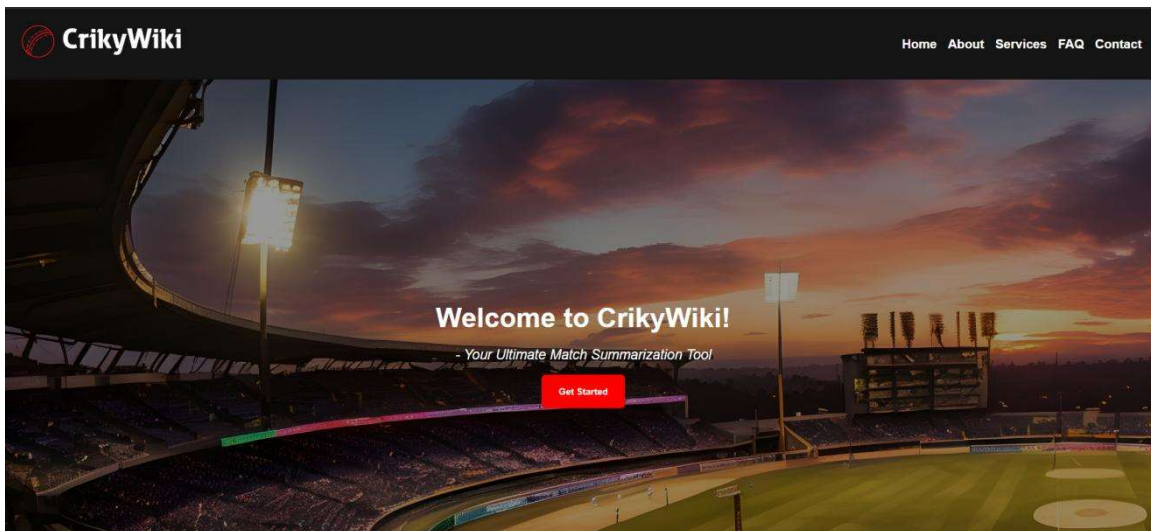 CrikyWiki
Home About Services FAQ Contact
Welcome to CrikyWiki!
- Your Ultimate Match Summarization Tool
Get Started